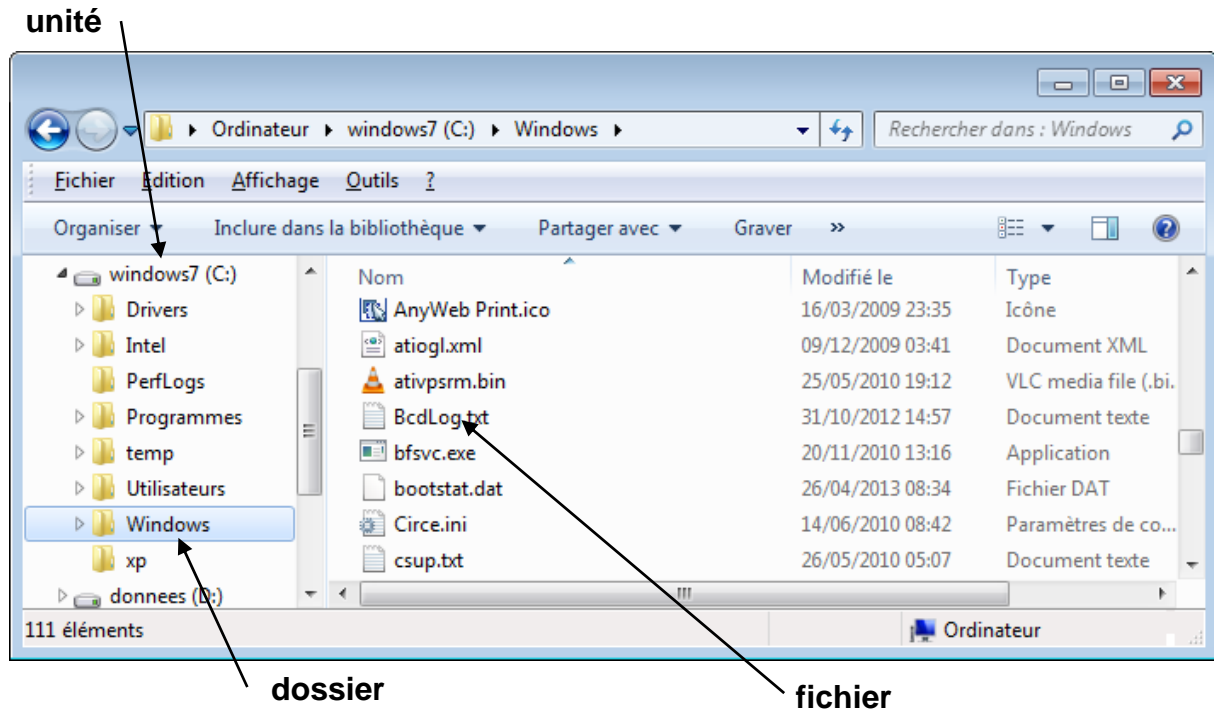 unité
Ordinateur windows7 (C:) Windows Rechercher dans : Windows
Fichier Edition Affichage Outils ?
Organiser Inclure dans la bibliothèque Partager avec Graver »
windows7 (C:) Nom Modifié le Type
Drivers AnyWeb Print.ico 16/03/2009 23:35 Icône
Intel atiogl.xml 09/12/2009 03:41 Document XML
PerfLogs ativpsrm.bin 25/05/2010 19:12 VLC media file (.bi.
Programmes BcdLog.txt 31/10/2012 14:57 Document texte
temp bfsvc.exe 20/11/2010 13:16 Application
Utilisateurs bootstat.dat 26/04/2013 08:34 Fichier DAT
Windows Circe.ini 14/06/2010 08:42 Paramètres de co...
xp csup.txt 26/05/2010 05:07 Document texte
donnees (D:)
111 éléments Ordinateur
dossier fichier